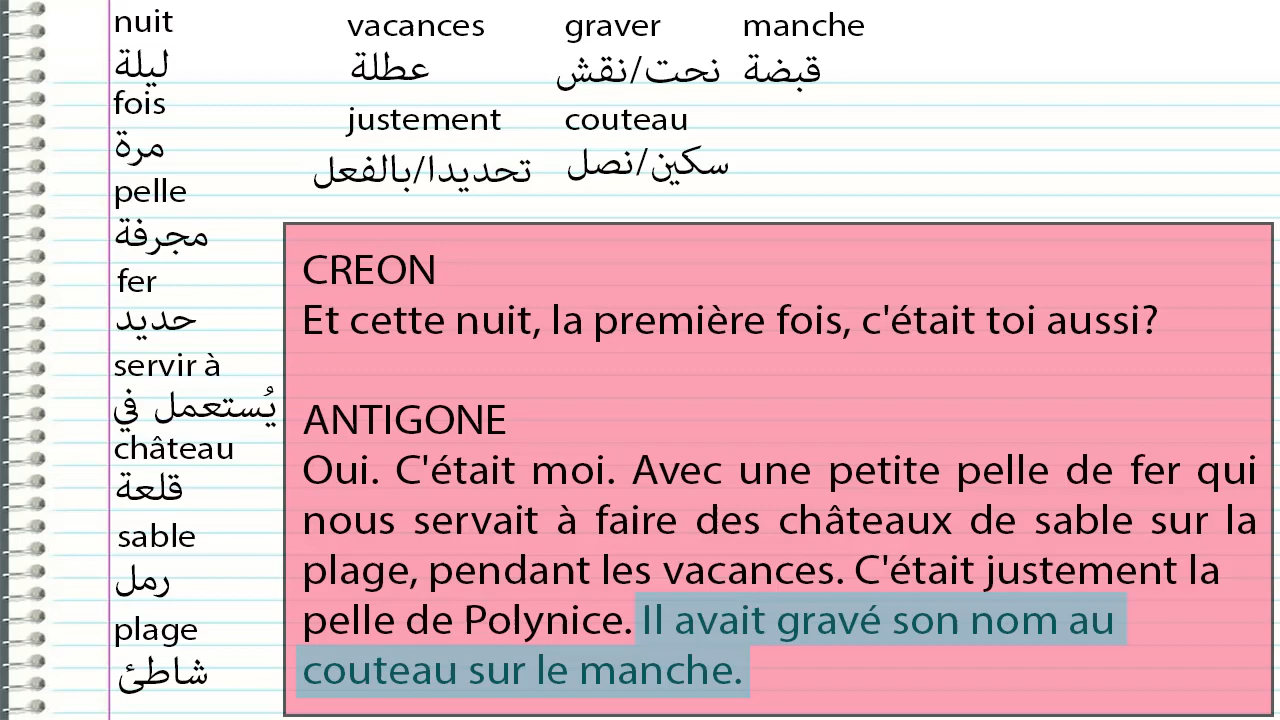 nuit
ليلة
fois
مرة
pelle
مجرفة
fer
حديد
servir à
يُستعمل في
château
قلعة
sable
رمل
plage
شاطئ
vacances
عطلة
justement
تحديدا/بالفعل
graver
نحت/نقش
couteau
سكين/نصل
manche
قبضة
CREON
Et cette nuit, la première fois, c'était toi aussi?
ANTIGONE
Oui. C'était moi. Avec une petite pelle de fer qui
nous servait à faire des châteaux de sable sur la
plage, pendant les vacances. C'était justement la
pelle de Polynice. Il avait gravé son nom au
couteau sur le manche.